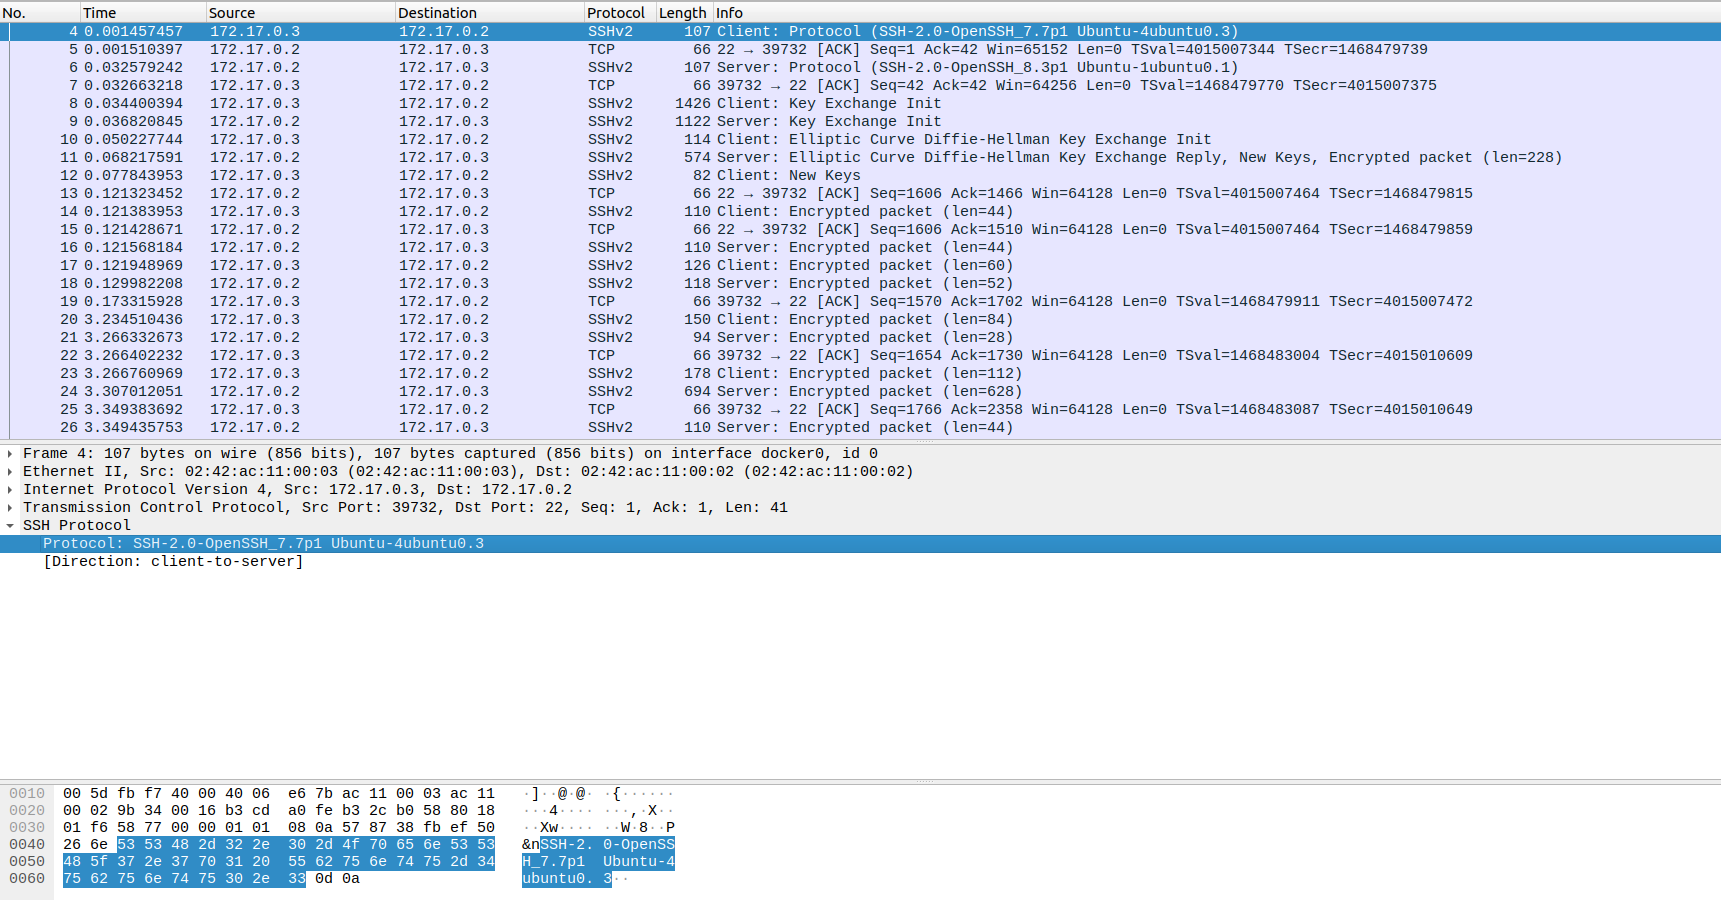 No. Time Source Destination Protocol Length Info
4 0.001457457 172.17.0.3 172.17.0.2 SSHv2 107 Client: Protocol (SSH-2.0-OpenSSH_7.7p1 Ubuntu-4ubuntu0.3)
5 0.001510397 172.17.0.2 172.17.0.3 TCP 66 22 → 39732 [ACK] Seq=1 Ack=42 Win=65152 Len=0 TSval=4015007344 TSecr=1468479739
6 0.032579242 172.17.0.2 172.17.0.3 SSHv2 107 Server: Protocol (SSH-2.0-OpenSSH_8.3p1 Ubuntu-1ubuntu0.1)
7 0.032663218 172.17.0.3 172.17.0.2 TCP 66 39732 → 22 [ACK] Seq=42 Ack=42 Win=64256 Len=0 TSval=1468479770 TSecr=4015007375
8 0.034400394 172.17.0.3 172.17.0.2 SSHv2 1426 Client: Key Exchange Init
9 0.036820845 172.17.0.2 172.17.0.3 SSHv2 1122 Server: Key Exchange Init
10 0.050227744 172.17.0.3 172.17.0.2 SSHv2 114 Client: Elliptic Curve Diffie-Hellman Key Exchange Init
11 0.068217591 172.17.0.2 172.17.0.3 SSHv2 574 Server: Elliptic Curve Diffie-Hellman Key Exchange Reply, New Keys, Encrypted packet (len=228)
12 0.077843953 172.17.0.3 172.17.0.2 SSHv2 82 Client: New Keys
13 0.121323452 172.17.0.2 172.17.0.3 TCP 66 22 → 39732 [ACK] Seq=1606 Ack=1466 Win=64128 Len=0 TSval=4015007464 TSecr=1468479815
14 0.121383953 172.17.0.3 172.17.0.2 SSHv2 110 Client: Encrypted packet (len=44)
15 0.121428671 172.17.0.2 172.17.0.3 TCP 66 22 → 39732 [ACK] Seq=1606 Ack=1510 Win=64128 Len=0 TSval=4015007464 TSecr=1468479859
16 0.121568184 172.17.0.2 172.17.0.3 SSHv2 110 Server: Encrypted packet (len=44)
17 0.121948969 172.17.0.3 172.17.0.2 SSHv2 126 Client: Encrypted packet (len=60)
18 0.129982208 172.17.0.2 172.17.0.3 SSHv2 118 Server: Encrypted packet (len=52)
19 0.173315928 172.17.0.3 172.17.0.2 TCP 66 39732 → 22 [ACK] Seq=1570 Ack=1702 Win=64128 Len=0 TSval=1468479911 TSecr=4015007472
20 3.234510436 172.17.0.3 172.17.0.2 SSHv2 150 Client: Encrypted packet (len=84)
21 3.266332673 172.17.0.2 172.17.0.3 SSHv2 94 Server: Encrypted packet (len=28)
22 3.266402232 172.17.0.3 172.17.0.2 TCP 66 39732 → 22 [ACK] Seq=1654 Ack=1730 Win=64128 Len=0 TSval=1468483004 TSecr=4015010609
23 3.266760969 172.17.0.3 172.17.0.2 SSHv2 178 Client: Encrypted packet (len=112)
24 3.307012051 172.17.0.2 172.17.0.3 SSHv2 694 Server: Encrypted packet (len=628)
25 3.349383692 172.17.0.3 172.17.0.2 TCP 66 39732 → 22 [ACK] Seq=1766 Ack=2358 Win=64128 Len=0 TSval=1468483087 TSecr=4015010649
26 3.349435753 172.17.0.2 172.17.0.3 SSHv2 110 Server: Encrypted packet (len=44)
Frame 4: 107 bytes on wire (856 bits), 107 bytes captured (856 bits) on interface docker0, id 0
Ethernet II, Src: 02:42:ac:11:00:03 (02:42:ac:11:00:03), Dst: 02:42:ac:11:00:02 (02:42:ac:11:00:02)
Internet Protocol Version 4, Src: 172.17.0.3, Dst: 172.17.0.2
Transmission Control Protocol, Src Port: 39732, Dst Port: 22, Seq: 1, Ack: 1, Len: 41
SSH Protocol
Protocol: SSH-2.0-OpenSSH_7.7p1 Ubuntu-4ubuntu0.3
[Direction: client-to-server]
0010 00 5d fb f7 40 00 40 06 e6 7b ac 11 00 03 ac 11 ·]··@·@· ·{······
0020 00 02 9b 34 00 16 b3 cd a0 fe b3 2c b0 58 80 18 ···4···· ···,·X··
0030 01 f6 58 77 00 00 01 01 08 0a 57 87 38 fb ef 50 ··Xw···· ··W·8··P
0040 26 6e 53 53 48 2d 32 2e 30 2d 4f 70 65 6e 53 53 &nSSH-2. 0-OpenSS
0050 48 5f 37 2e 37 70 31 20 55 62 75 6e 74 75 2d 34 H_7.7p1 Ubuntu-4
0060 75 62 75 6e 74 75 30 2e 33 0d 0a ubuntu0. 3··